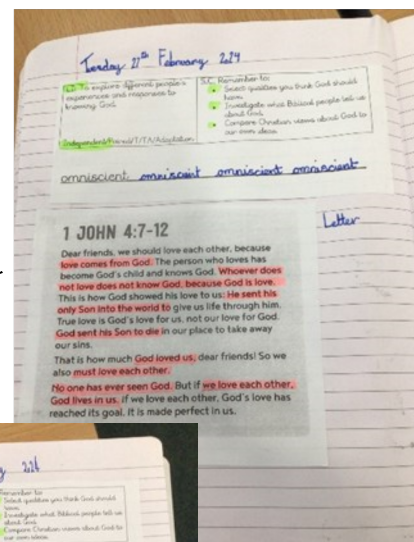 Tuesday 27th February 2024
L.O. To explore different people's
experiences and responses to
knowing God.
Independent/Paired/T/TA/Adaptation
S.C. Remember to:
Select qualities you think God should
have.
Investigate what Biblical people tell us
about God.
Compare Christian views about God to
our own ideas.
omniscient omniscient omniscient omniscient
Letter
1 JOHN 4:7-12
Dear friends, we should love each other, because
love comes from God. The person who loves has
become God's child and knows God. Whoever does
not love does not know God, because God is love.
This is how God showed his love to us: He sent his
only Son into the world to give us life through him.
True love is God's love for us, not our love for God.
God sent his Son to die in our place to take away
our sins.
That is how much God loved us, dear friends! So we
also must love each other.
No one has ever seen God. But if we love each other,
God lives in us. If we love each other, God's love has
reached its goal. It is made perfect in us.
y 2024
Remember to:
Select qualities you think God should
have.
Investigate what Biblical people tell us
about God.
Compare Christian views about God to
our own ideas.